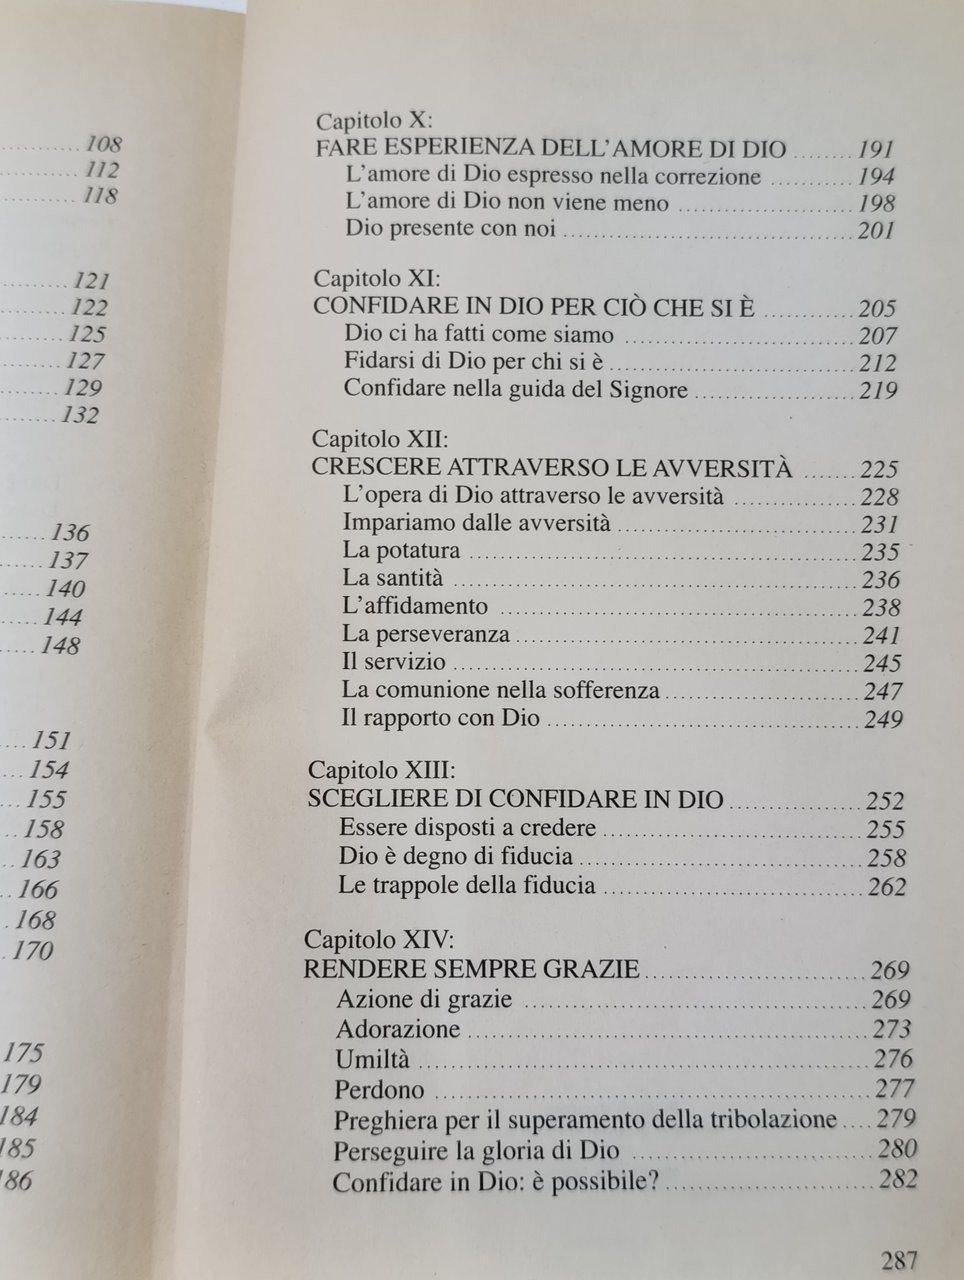 108
112
118
121
122
125
127
129
132
136
137
140
144
148
151
154
155
158
163
166
168
170
175
179
184
185
186
Capitolo X:
FARE ESPERIENZA DELL'AMORE DI DIO ........ 191
L'amore di Dio espresso nella correzione ........... 194
L'amore di Dio non viene meno ....................... 198
Dio presente con noi ...................................... 201
Capitolo XI:
CONFIDARE IN DIO PER CIÒ CHE SI È ............ 205
Dio ci ha fatti come siamo .............................. 207
Fidarsi di Dio per chi si è ................................ 212
Confidare nella guida del Signore ..................... 219
Capitolo XII:
CRESCERE ATTRAVERSO LE AVVERSITÀ ....... 225
L'opera di Dio attraverso le avversità ............... 228
Impariamo dalle avversità ............................... 231
La potatura .................................................. 235
La santità .................................................... 236
L'affidamento ............................................... 238
La perseveranza ............................................ 241
Il servizio .................................................... 245
La comunione nella sofferenza ......................... 247
Il rapporto con Dio ........................................ 249
Capitolo XIII:
SCEGLIERE DI CONFIDARE IN DIO ................. 252
Essere disposti a credere ................................. 255
Dio è degno di fiducia .................................... 258
Le trappole della fiducia ................................. 262
Capitolo XIV:
RENDERE SEMPRE GRAZIE ........................... 269
Azione di grazie ............................................ 269
Adorazione .................................................. 273
Umiltà ........................................................ 276
Perdono ...................................................... 277
Preghiera per il superamento della tribolazione .... 279
Perseguire la gloria di Dio .............................. 280
Confidare in Dio: è possibile? .......................... 282
287